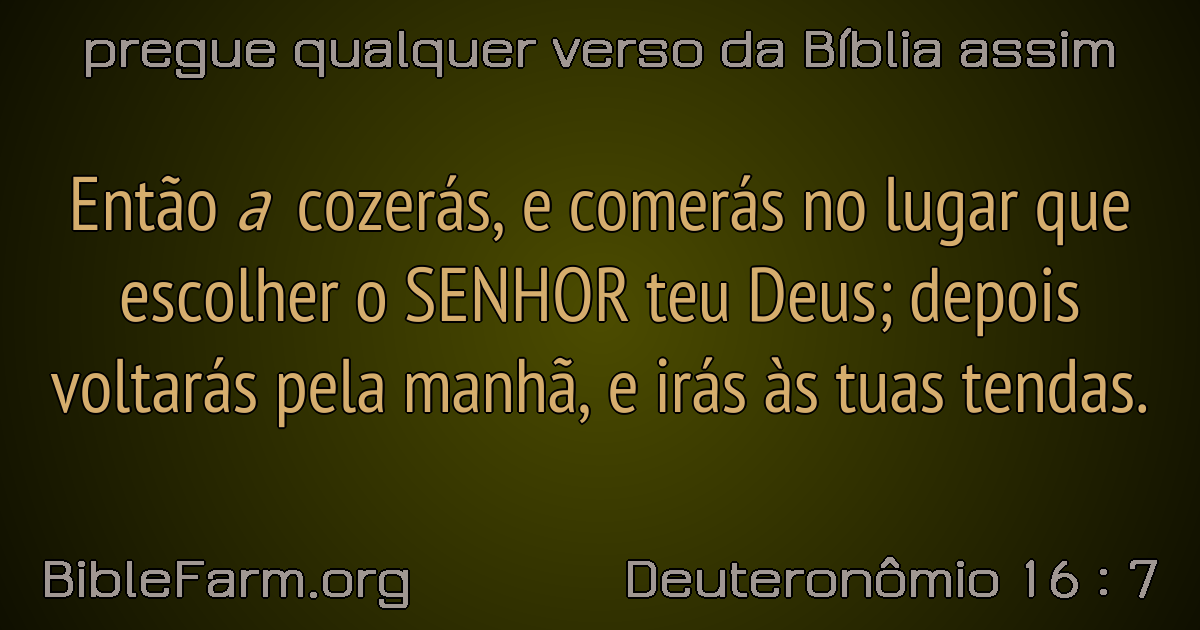 pregue qualquer verso da Bíblia assim
Então a cozerás, e comerás no lugar que
escolher o SENHOR teu Deus; depois
voltarás pela manhã, e irás às tuas tendas.
BibleFarm.org
Deuteronômio 16 : 7